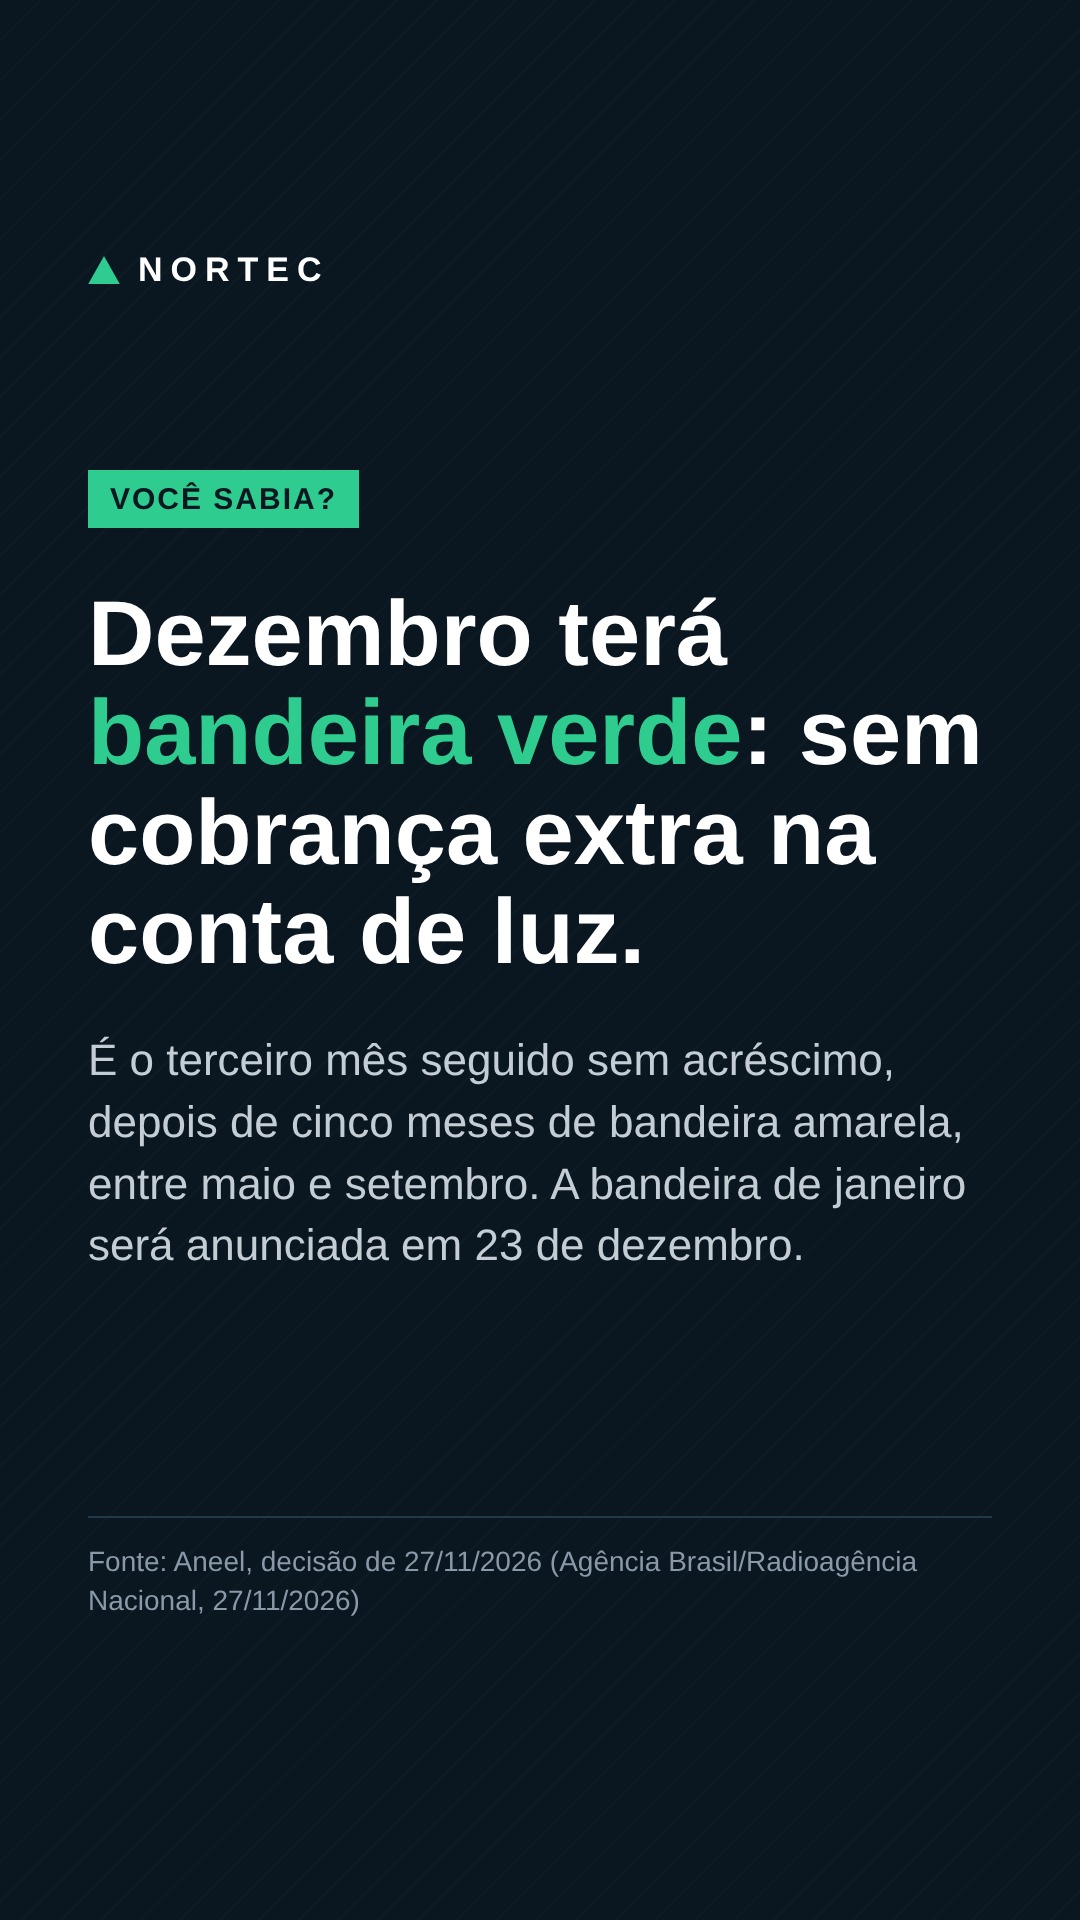 NORTEC
VOCÊ SABIA?
Dezembro terá
bandeira verde: sem
cobrança extra na
conta de luz.
É o terceiro mês seguido sem acréscimo,
depois de cinco meses de bandeira amarela,
entre maio e setembro. A bandeira de janeiro
será anunciada em 23 de dezembro.
Fonte: Aneel, decisão de 27/11/2026 (Agência Brasil/Radioagência
Nacional, 27/11/2026)